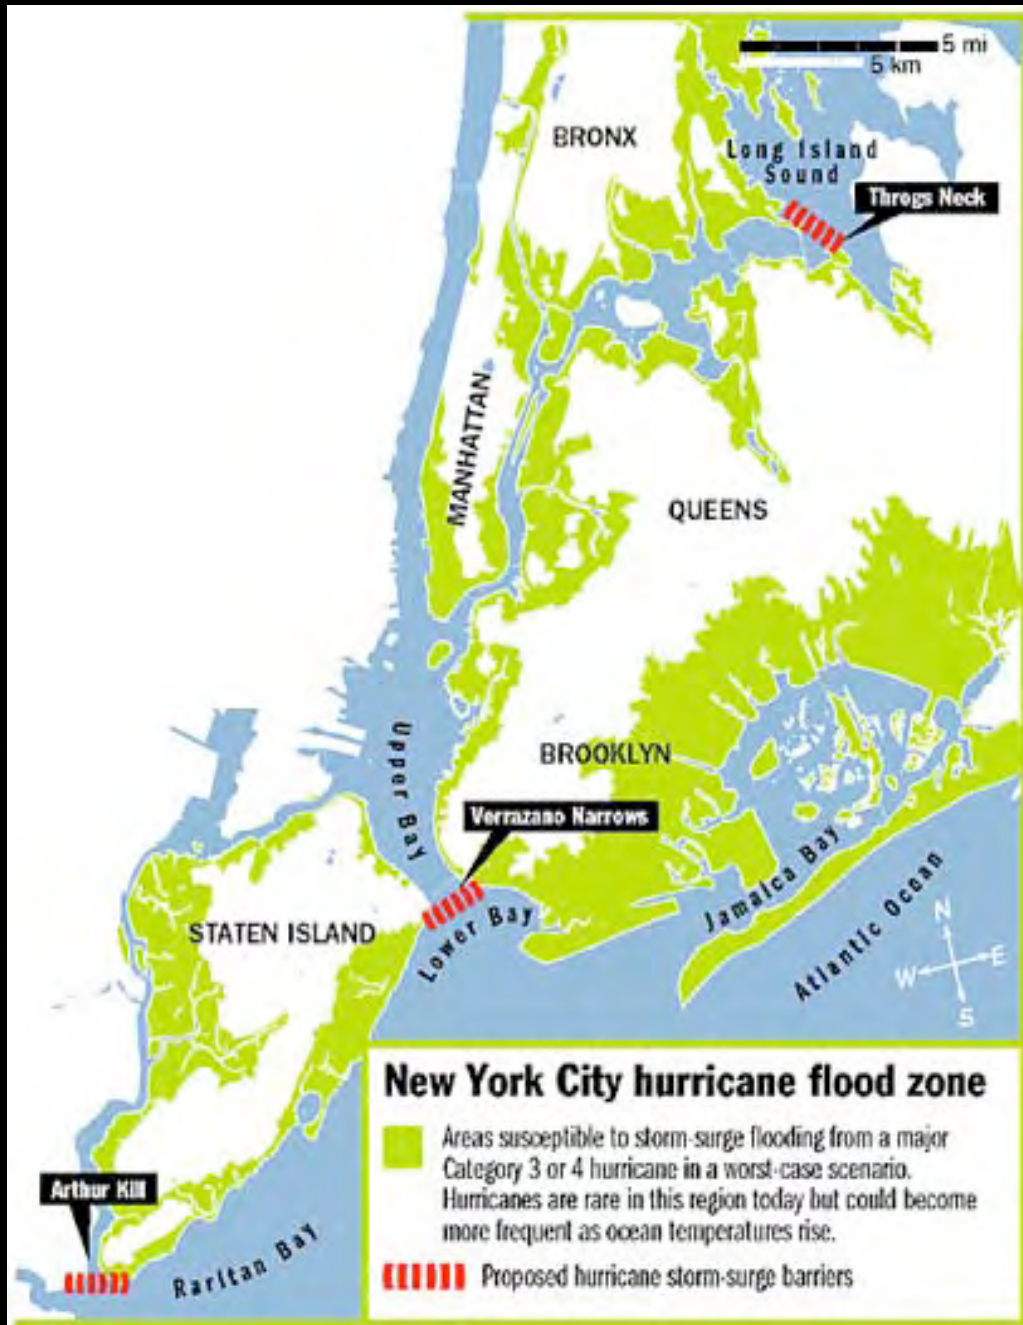 5 mi
5 km
BRONX
Long Island
Sound
Throgs Neck
MANHATTAN
QUEENS
Upper Bay
BROOKLYN
Verrazano Narrows
Jamaica Bay
Atlantic Ocean
STATEN ISLAND
Lower Bay
N
W
E
S
New York City hurricane flood zone
Areas susceptible to storm-surge flooding from a major
Category 3 or 4 hurricane in a worst-case scenario.
Hurricanes are rare in this region today but could become
more frequent as ocean temperatures rise.
Arthur Kill
Raritan Bay
Proposed hurricane storm-surge barriers